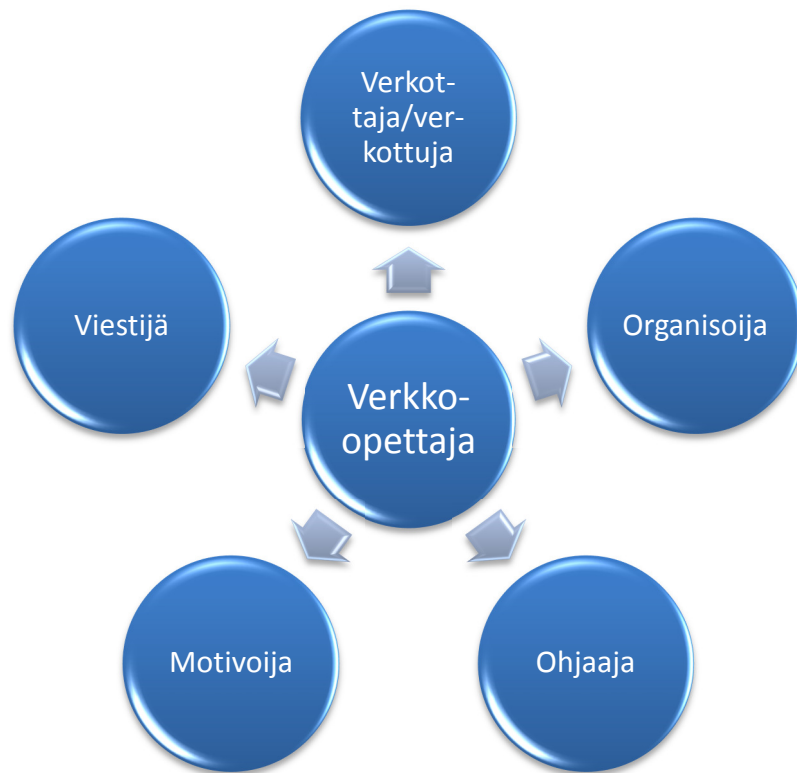 Verkot-
taja/ver-
kottuja
Viestijä
Organisoija
Verkko-
opettaja
Motivoija
Ohjaaja